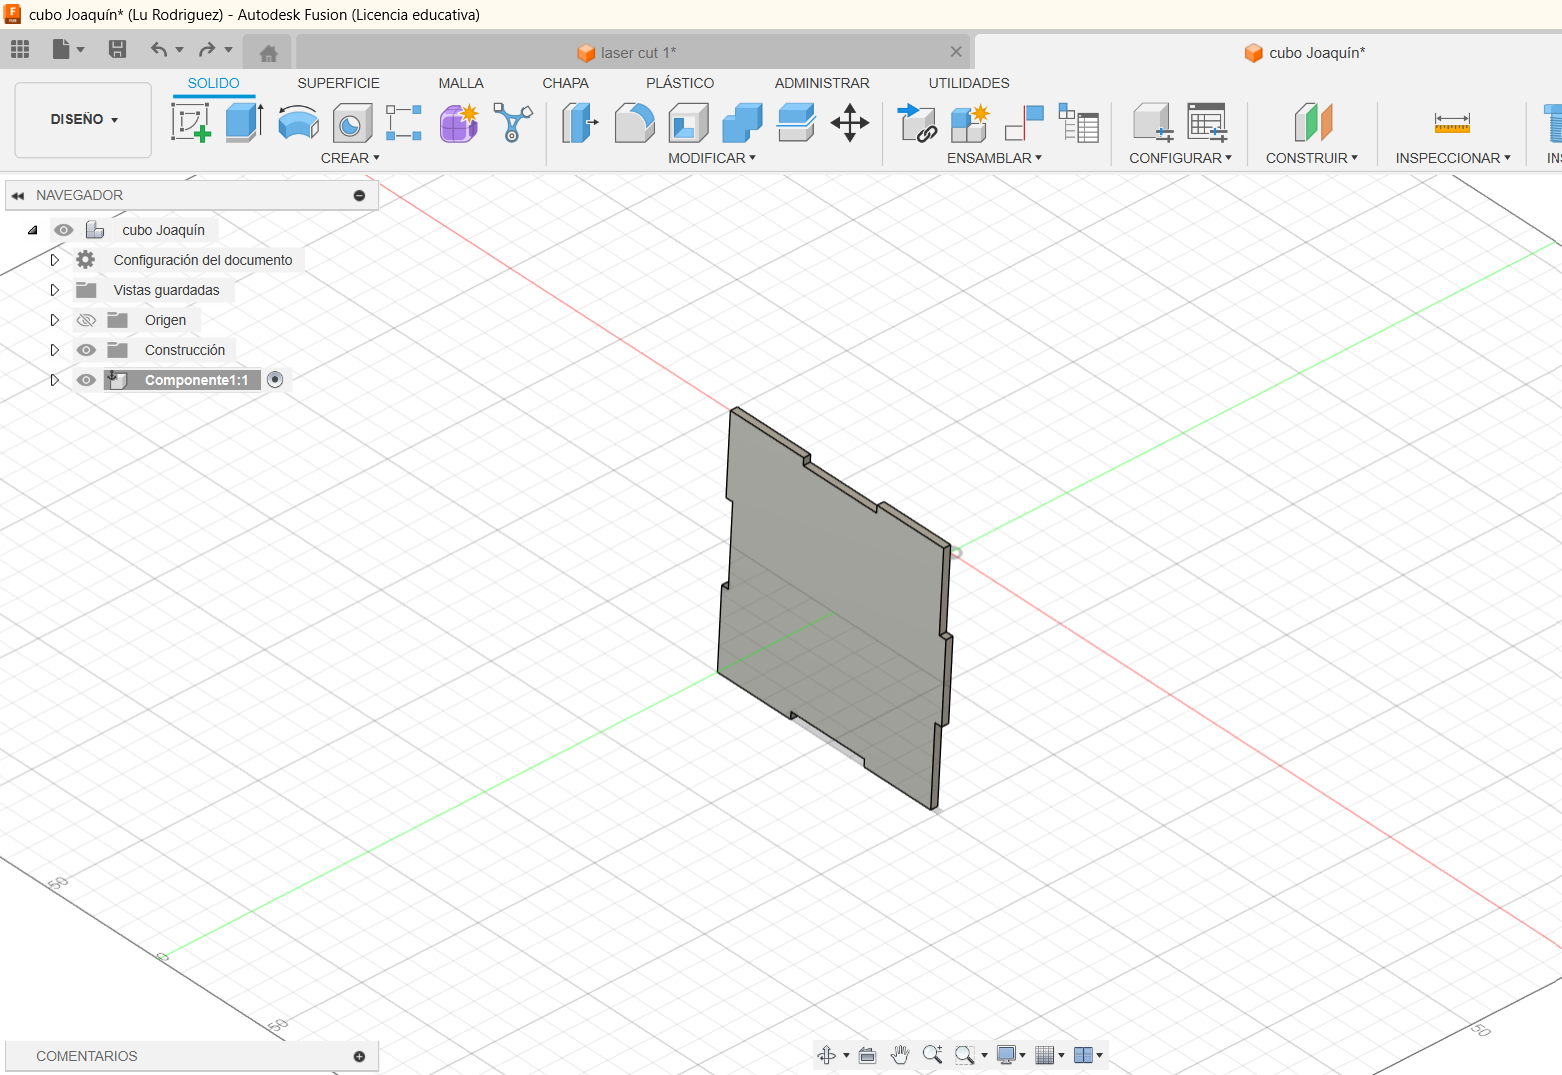 cubo Joaquín* (Lu Rodriguez) - Autodesk Fusion (Licencia educativa)
laser cut 1*
cubo Joaquín*
SOLIDO SUPERFICIE MALLA CHAPA PLÁSTICO ADMINISTRAR UTILIDADES
DISEÑO
CREAR MODIFICAR ENSAMBLAR CONFIGURAR CONSTRUIR INSPECCIONAR INS
NAVEGADOR
cubo Joaquín
Configuración del documento
Vistas guardadas
Origen
Construcción
Componente1:1
50
0
50
50
COMENTARIOS